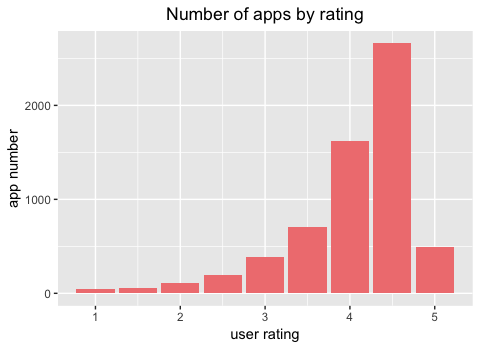 Number of apps by rating
app number
2000
1000
0
1 2 3 4 5
user rating